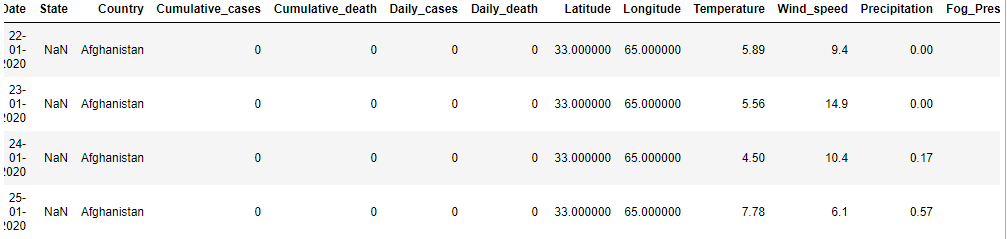 Date State Country Cumulative_cases Cumulative_death Daily_cases Daily_death Latitude Longitude Temperature Wind_speed Precipitation Fog_Pres
22-
01- NaN Afghanistan 0 0 0 0 33.000000 65.000000 5.89 9.4 0.00
2020
23-
01- NaN Afghanistan 0 0 0 0 33.000000 65.000000 5.56 14.9 0.00
2020
24-
01- NaN Afghanistan 0 0 0 0 33.000000 65.000000 4.50 10.4 0.17
2020
25-
01- NaN Afghanistan 0 0 0 0 33.000000 65.000000 7.78 6.1 0.57
2020